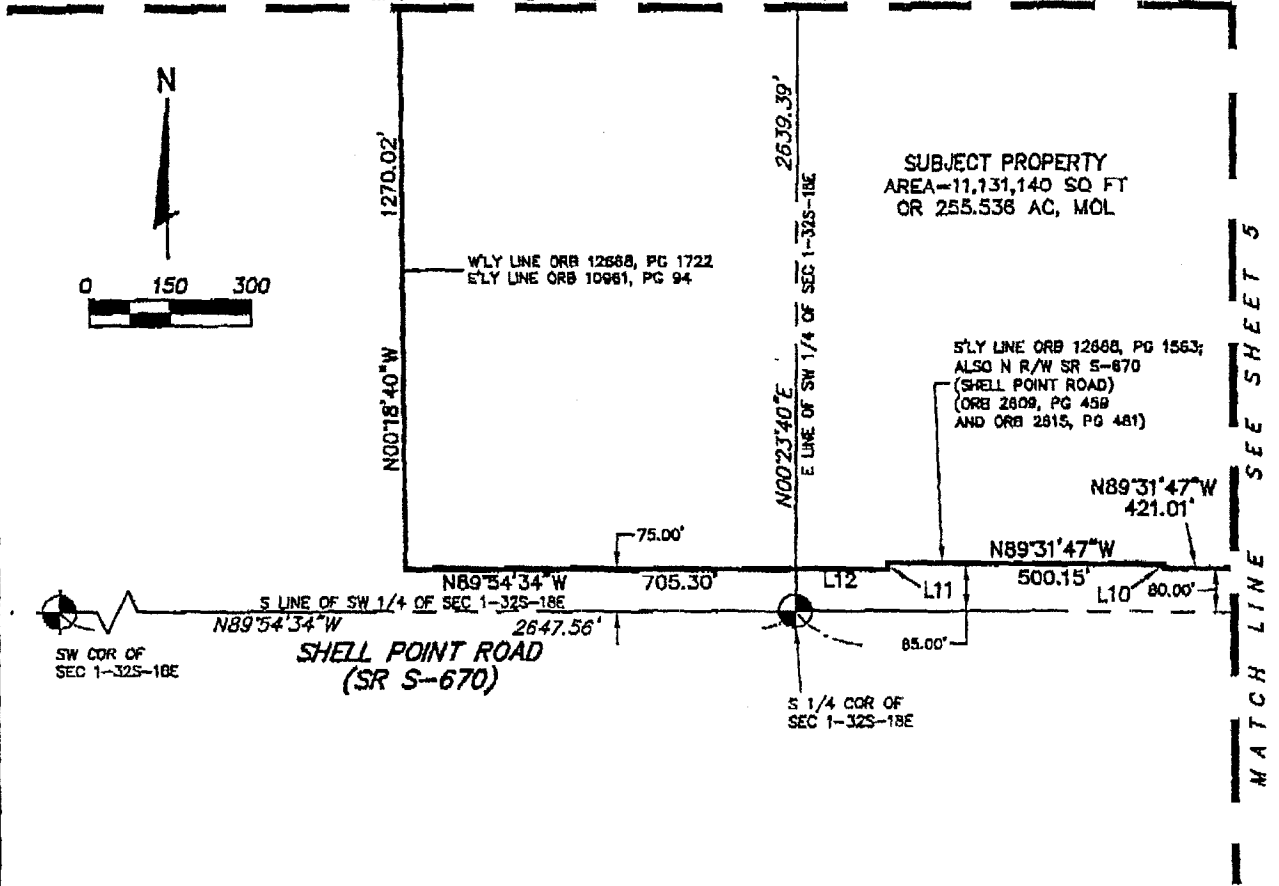 N
0 150 300
1270.02'
N00°18'40"W
W'LY LINE ORB 12688, PG 1722
E'LY LINE ORB 10961, PG 94
2639.39'
N00°23'40"E
E LINE OF SW 1/4 OF SEC 1-32S-18E
SUBJECT PROPERTY
AREA=11,131,140 SQ FT
OR 255.536 AC, MOL
S'LY LINE ORB 12688, PG 1563;
ALSO N R/W SR S-670
(SHELL POINT ROAD)
(ORB 2609, PG 459
AND ORB 2615, PG 461)
N89°31'47"W
421.01'
75.00'
N89°54'34"W 705.30'
L12
L11
N89°31'47"W
500.15'
L10
80.00'
85.00'
S LINE OF SW 1/4 OF SEC 1-32S-18E
N89°54'34"W 2647.56'
SHELL POINT ROAD
(SR S-670)
SW COR OF
SEC 1-32S-18E
S 1/4 COR OF
SEC 1-32S-18E
MATCH LINE SEE SHEET 5